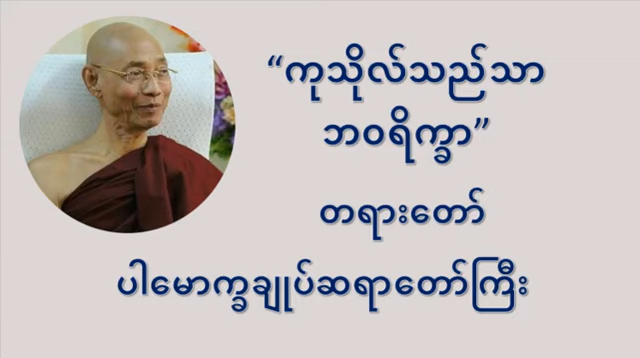 “ကုသိုလ်သည်သာ
ဘဝရိက္ခာ”
တရားတော်
ပါမောက္ခချုပ်ဆရာတော်ကြီး